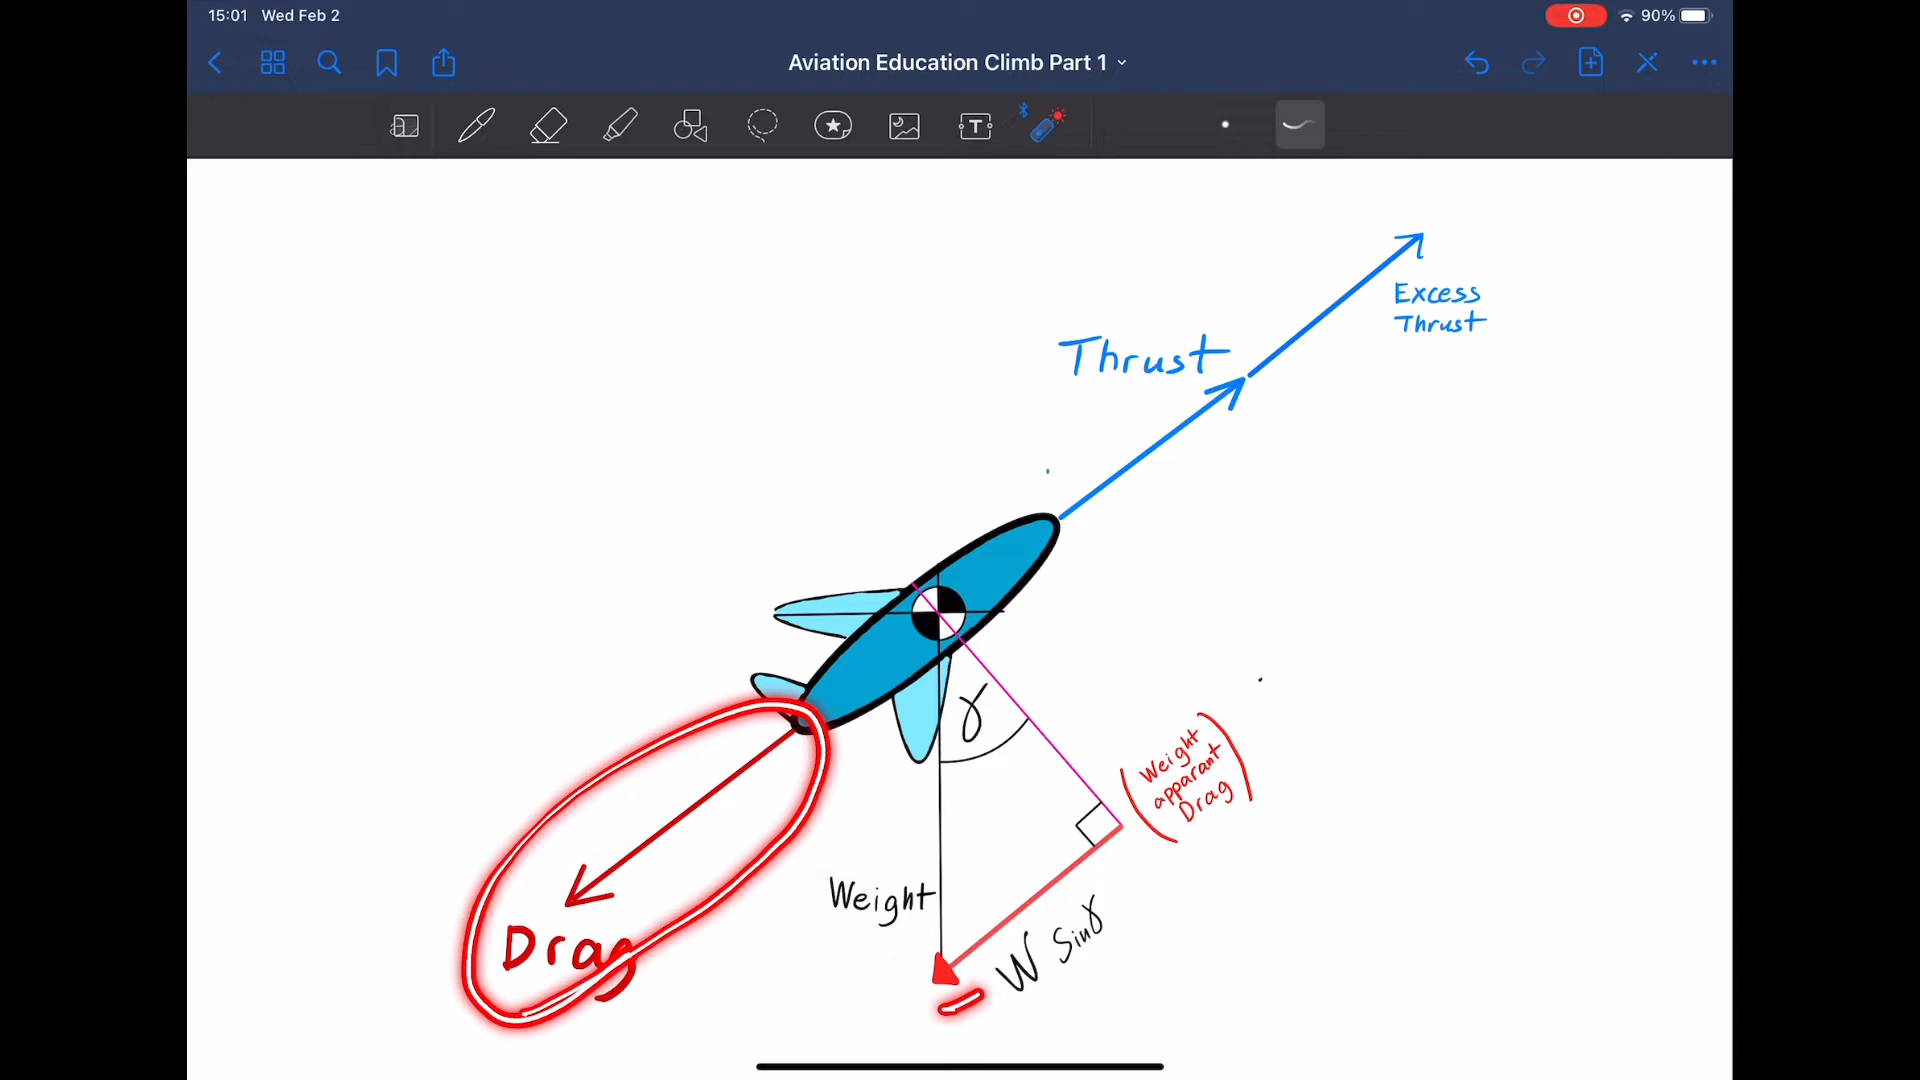 15:01 Wed Feb 2
90%
Aviation Education Climb Part 1
T
Excess
Thrust
Thrust
γ
(Weight
apparant
Drag)
Weight
W Sinγ
Drag